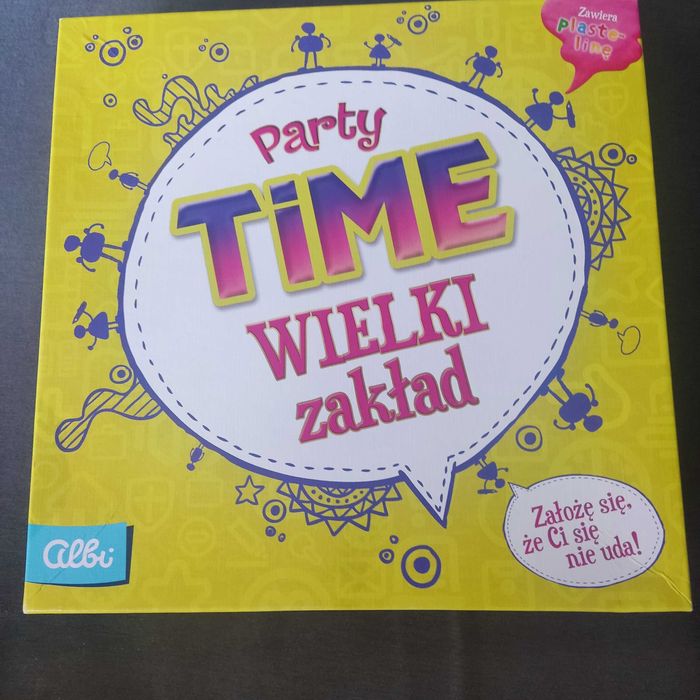 Zawiera
plaste-
linę
Party
TiME
WIELKI
zakład
Założę się,
że Ci się
nie uda!
albi